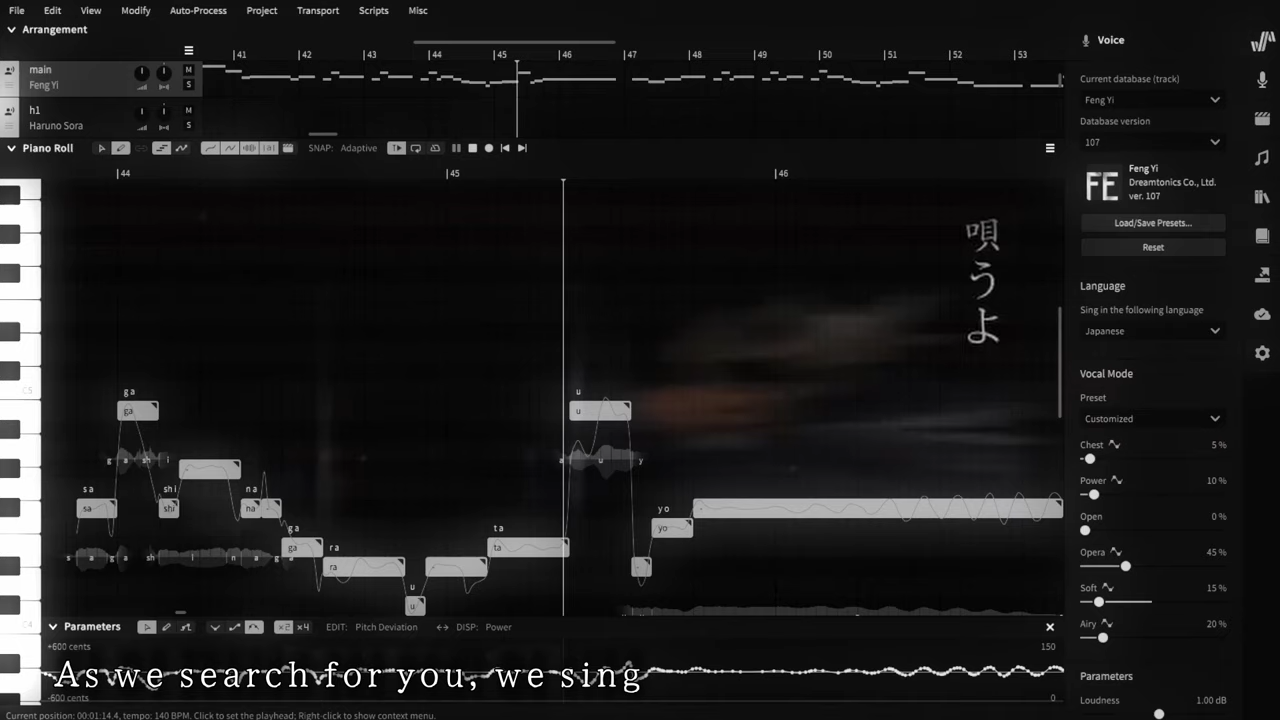 File Edit View Modify Auto-Process Project Transport Scripts Misc
Arrangement
41 42 43 44 45 46 47 48 49 50 51 52 53
main M
Feng Yi S
h1 M
Haruno Sora S
Piano Roll SNAP: Adaptive
44 45 46
唄うよ
C5
ga u
ga u
g a sh i a u y
sa shi na
sa shi na
ga ra ta yo
ga ra ta yo
s a g a sh i n a g a
u
u
C4
Parameters x2 x4 EDIT: Pitch Deviation DISP: Power
+600 cents 150
As we search for you, we sing
-600 cents 0
Current position: 00:01:14.4, tempo: 140 BPM. Click to set the playhead; Right-click to show context menu.
Voice
Current database (track)
Feng Yi
Database version
107
FE
Feng Yi
Dreamtonics Co., Ltd.
ver. 107
Load/Save Presets...
Reset
Language
Sing in the following language
Japanese
Vocal Mode
Preset
Customized
Chest 5 %
Power 10 %
Open 0 %
Opera 45 %
Soft 15 %
Airy 20 %
Parameters
Loudness 1.00 dB